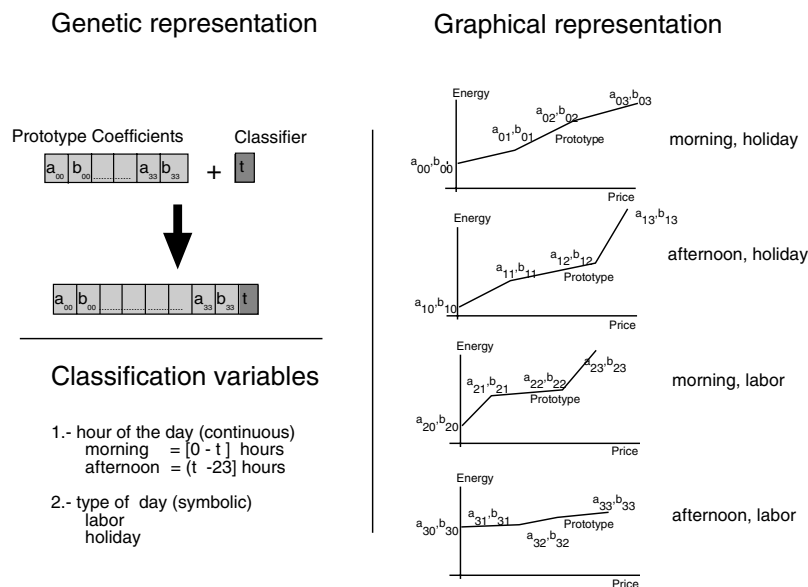 Genetic representation
Prototype Coefficients
Classifier
a00 b00 ........ ...... a33 b33 + t
a00 b00 .................... a33 b33 t
Classification variables
1.- hour of the day (continuous)
morning = [0 - t ] hours
afternoon = (t -23] hours
2.- type of day (symbolic)
labor
holiday
Graphical representation
Energy
a03,b03
a02,b02
a01,b01
Prototype
a00,b00
Price
morning, holiday
Energy
a13,b13
a12,b12
a11,b11
Prototype
a10,b10
Price
afternoon, holiday
Energy
a23,b23
a21,b21
a22,b22
Prototype
a20,b20
Price
morning, labor
Energy
a33,b33
a31,b31
Prototype
a30,b30
a32,b32
Price
afternoon, labor